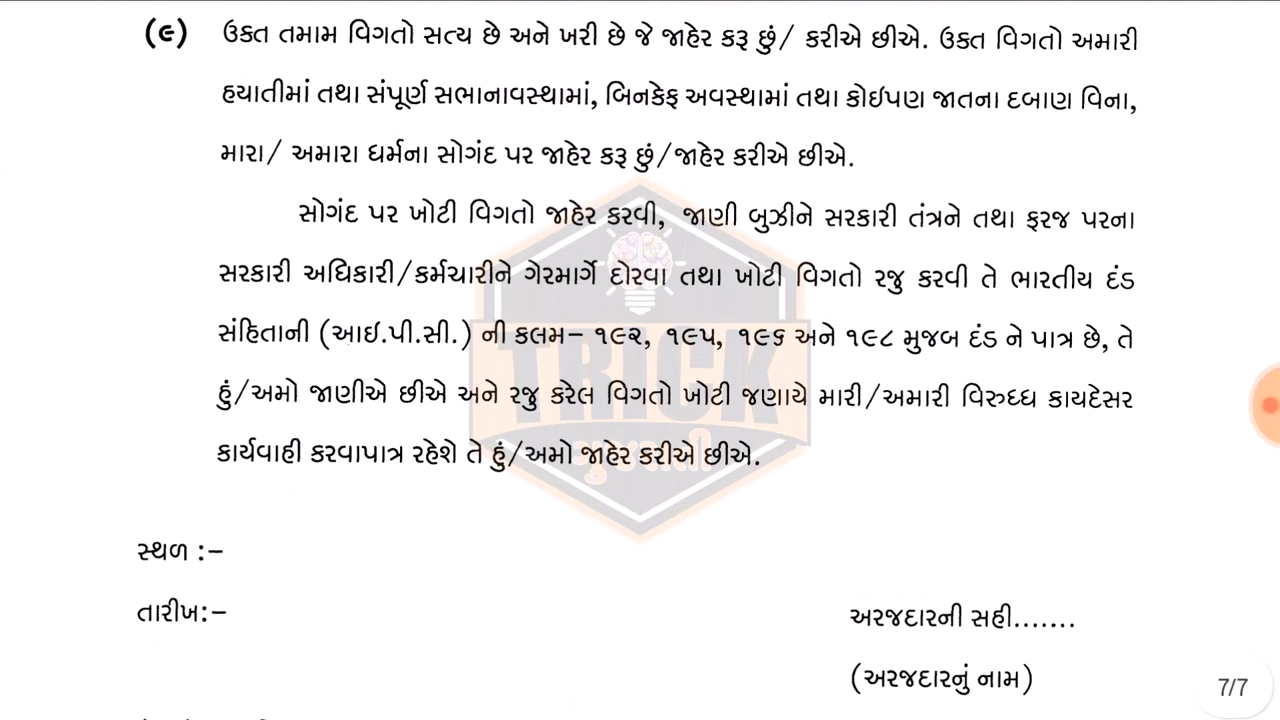 (૯) ઉક્ત તમામ વિગતો સત્ય છે અને ખરી છે જે જાહેર કરૂ છું/ કરીએ છીએ. ઉક્ત વિગતો અમારી
હયાતીમાં તથા સંપૂર્ણ સભાનાવસ્થામાં, બિનકેફ અવસ્થામાં તથા કોઇપણ જાતના દબાણ વિના,
મારા/ અમારા ધર્મના સોગંદ પર જાહેર કરૂ છું/જાહેર કરીએ છીએ.
સોગંદ પર ખોટી વિગતો જાહેર કરવી, જાણી બુઝીને સરકારી તંત્રને તથા ફરજ પરના
સરકારી અધિકારી/કર્મચારીને ગેરમાર્ગે દોરવા તથા ખોટી વિગતો રજુ કરવી તે ભારતીય દંડ
સંહિતાની (આઇ.પી.સી.) ની કલમ– ૧૯૨, ૧૯૫, ૧૯૬ અને ૧૯૮ મુજબ દંડ ને પાત્ર છે, તે
હું/અમો જાણીએ છીએ અને રજુ કરેલ વિગતો ખોટી જણાયે મારી/અમારી વિરુધ્ધ કાયદેસર
કાર્યવાહી કરવાપાત્ર રહેશે તે હું/અમો જાહેર કરીએ છીએ.
TRICK
ગુજરાતી
સ્થળ :–
તારીખ:–
અરજદારની સહી.......
(અરજદારનું નામ)
7/7